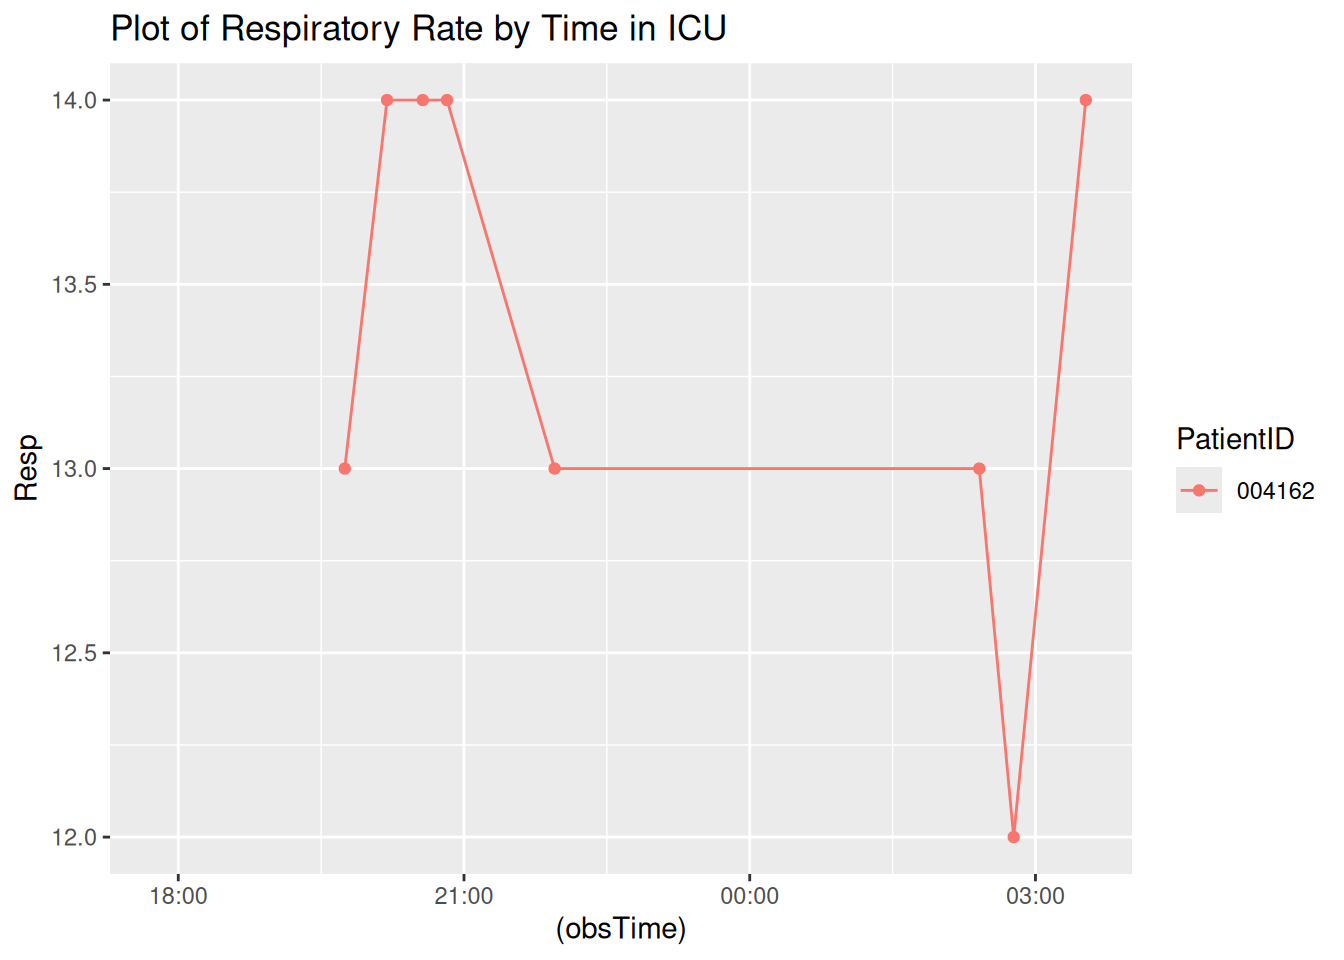 Plot of Respiratory Rate by Time in ICU
14.0
13.5
13.0
12.5
12.0
Resp
18:00 21:00 00:00 03:00
(obsTime)
PatientID
004162